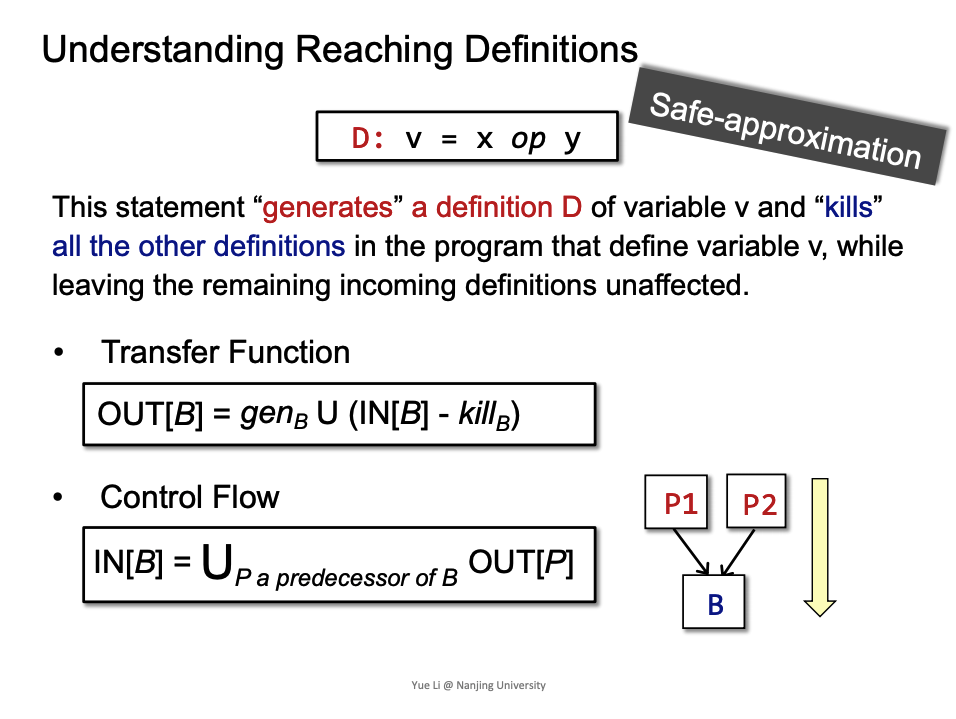 Understanding Reaching Definitions
Safe-approximation
D: v = x op y
This statement “generates” a definition D of variable v and “kills”
all the other definitions in the program that define variable v, while
leaving the remaining incoming definitions unaffected.
• Transfer Function
OUT[B] = gen_B U (IN[B] - kill_B)
• Control Flow
IN[B] = U_P a predecessor of B OUT[P]
P1 P2
B
Yue Li @ Nanjing University